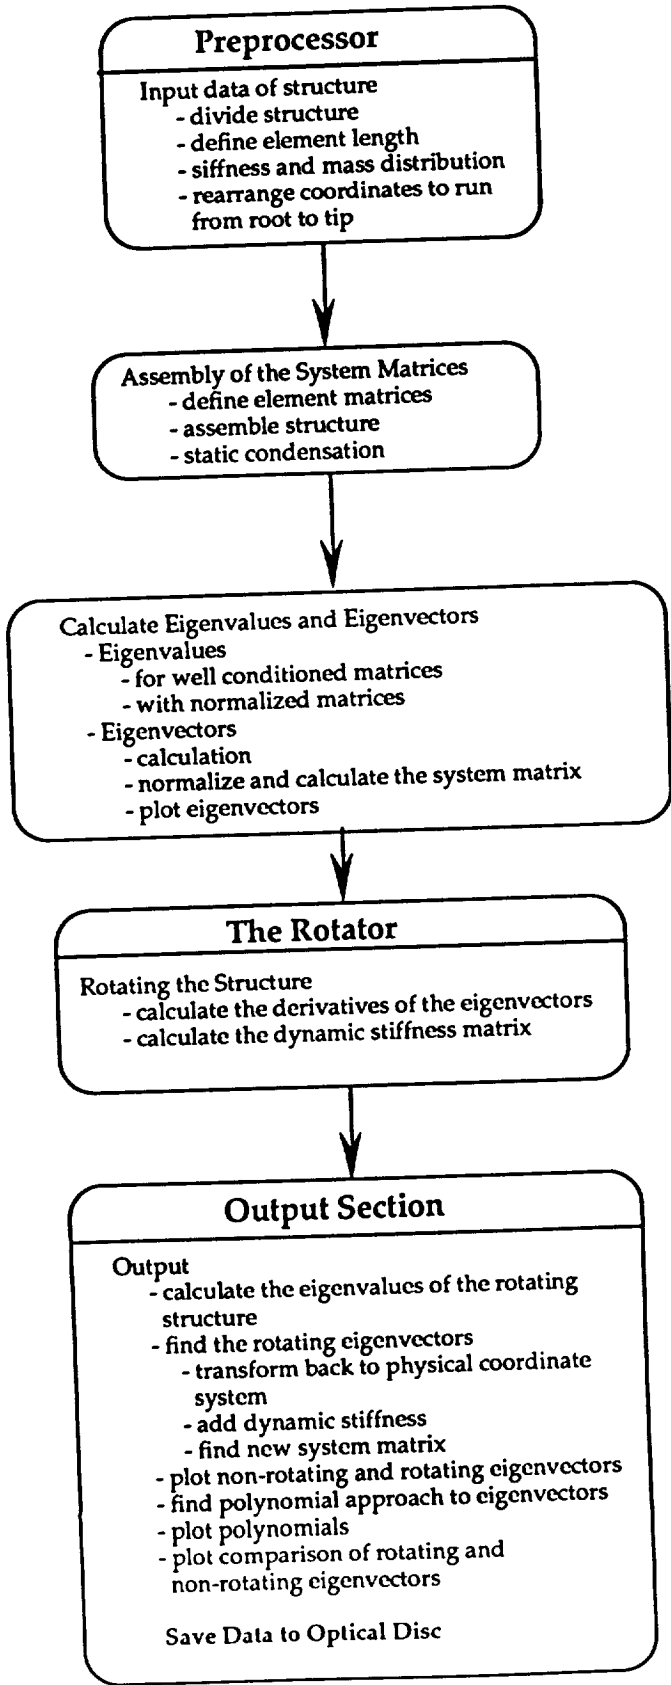 Preprocessor
Input data of structure
- divide structure
- define element length
- siffness and mass distribution
- rearrange coordinates to run
from root to tip
Assembly of the System Matrices
- define element matrices
- assemble structure
- static condensation
Calculate Eigenvalues and Eigenvectors
- Eigenvalues
- for well conditioned matrices
- with normalized matrices
- Eigenvectors
- calculation
- normalize and calculate the system matrix
- plot eigenvectors
The Rotator
Rotating the Structure
- calculate the derivatives of the eigenvectors
- calculate the dynamic stiffness matrix
Output Section
Output
- calculate the eigenvalues of the rotating
structure
- find the rotating eigenvectors
- transform back to physical coordinate
system
- add dynamic stiffness
- find new system matrix
- plot non-rotating and rotating eigenvectors
- find polynomial approach to eigenvectors
- plot polynomials
- plot comparison of rotating and
non-rotating eigenvectors
Save Data to Optical Disc